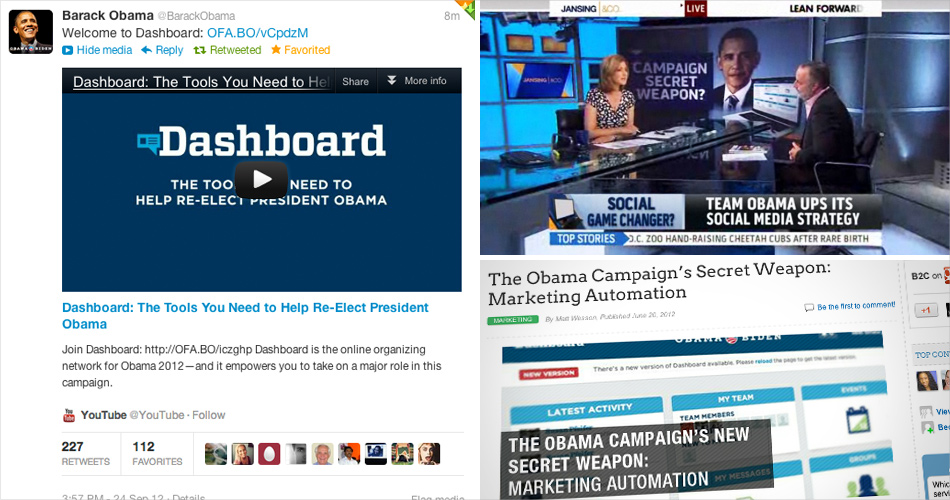 Barack Obama @BarackObama
8m
Welcome to Dashboard: OFA.BO/vCpdzM
Hide media
Reply
Retweeted
Favorited
Dashboard: The Tools You Need to Hel
Share
More info
Dashboard
THE TOO NEED TO
HELP RE-ELECT PRESIDENT OBAMA
Dashboard: The Tools You Need to Help Re-Elect President
Obama
Join Dashboard: http://OFA.BO/iczghp Dashboard is the online organizing
network for Obama 2012—and it empowers you to take on a major role in this
campaign.
YouTube @YouTube · Follow
227
RETWEETS
112
FAVORITES
3:57 PM - 24 Sep 12 · Details
Flag media
JANSING &CO.
LIVE
LEAN FORWARD
JANSING &CO
CAMPAIGN
SECRET
WEAPON?
SOCIAL
GAME CHANGER?
TEAM OBAMA UPS ITS
SOCIAL MEDIA STRATEGY
TOP STORIES
D.C. ZOO HAND-RAISING CHEETAH CUBS AFTER RARE BIRTH
The Obama Campaign's Secret Weapon:
Marketing Automation
MARKETING
By Matt Wesson, Published June 20, 2012
Be the first to comment!
B2C on
+1
TOP CON
OBAMA BIDEN
NEW VERSION
There's a new version of Dashboard available. Please reload the page to get the latest version.
LATEST ACTIVITY
MY TEAM
TEAM MEMBERS
EVENTS
MESSAGES
GROUPS
THE OBAMA CAMPAIGN'S NEW
SECRET WEAPON:
MARKETING AUTOMATION
View
Bec
Which